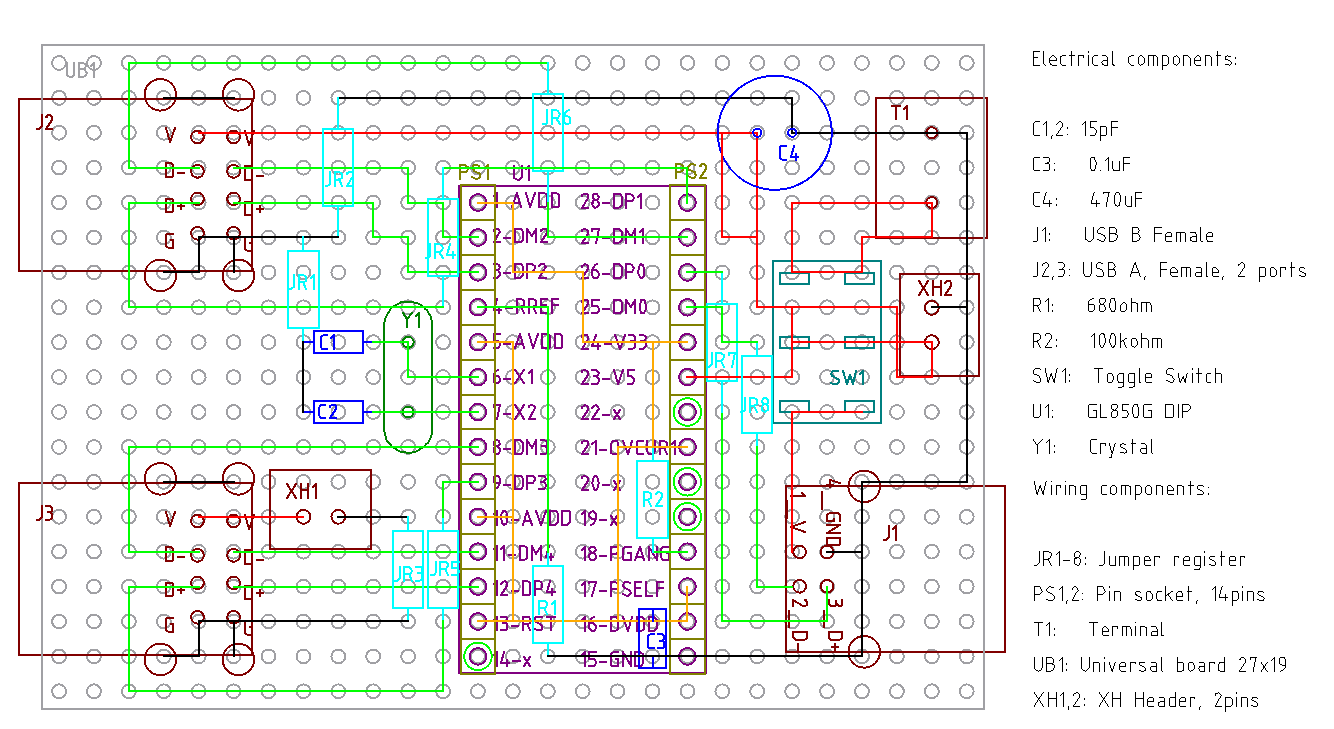 UB1
J2
V
V
D-
D-
D+
D+
G
G
JR2
JR1
JR4
JR6
C1
C2
Y1
PS1
U1
PS2
1-AVDD
2-DM2
3-DP2
4-RREF
5-AVDD
6-X1
7-X2
8-DM3
9-DP3
10-AVDD
11-DM4
12-DP4
13-RST
14-x
28-DP1
27-DM1
26-DP0
25-DM0
24-V33
23-V5
22-x
21-OVCUR1
20-x
19-x
18-PGANG
17-PSELF
16-DVDD
15-GND
R2
R1
C3
C4
T1
XH2
SW1
JR7
JR8
J3
V
V
D-
D-
D+
D+
G
G
XH1
JR3
JR5
J1
1_V
4_GND
2_D-
3_D+
Electrical components:
C1,2: 15pF
C3: 0.1uF
C4: 470uF
J1: USB B Female
J2,3: USB A, Female, 2 ports
R1: 680ohm
R2: 100kohm
SW1: Toggle Switch
U1: GL850G DIP
Y1: Crystal
Wiring components:
JR1-8: Jumper register
PS1,2: Pin socket, 14pins
T1: Terminal
UB1: Universal board 27x19
XH1,2: XH Header, 2pins